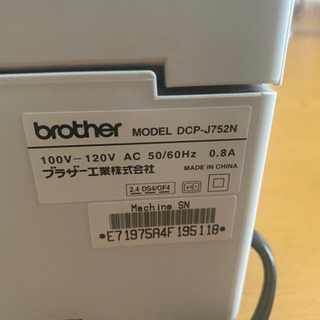 brother MODEL DCP-J752N
100V－120V AC 50/60Hz 0.8A
ブラザー工業株式会社 MADE IN CHINA
2.4 DS4/OF4
Machine SN
*E71975A4F195118*